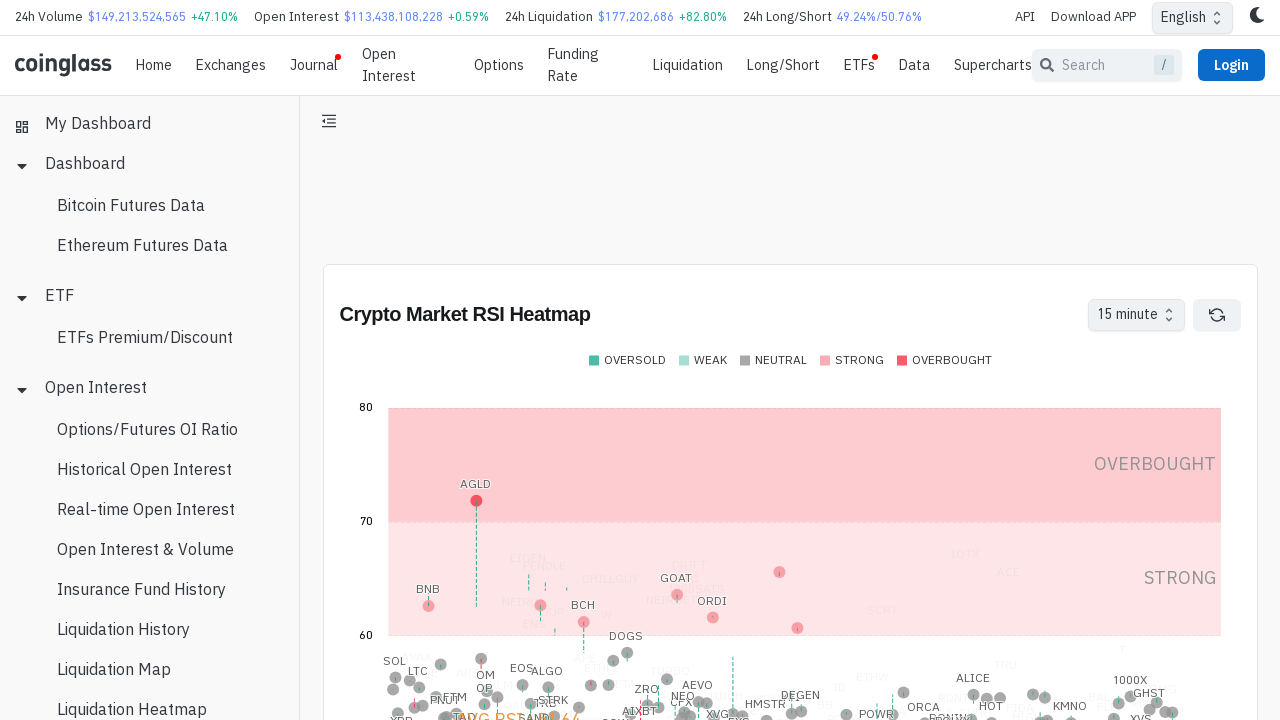 24h Volume $149,213,524,565 +47.10% Open Interest $113,438,108,228 +0.59% 24h Liquidation $177,202,686 +82.80% 24h Long/Short 49.24%/50.76% API Download APP English
coinglass Home Exchanges Journal Open Interest Options Funding Rate Liquidation Long/Short ETFs Data Supercharts Search / Login
My Dashboard
Dashboard
Bitcoin Futures Data
Ethereum Futures Data
ETF
ETFs Premium/Discount
Open Interest
Options/Futures OI Ratio
Historical Open Interest
Real-time Open Interest
Open Interest & Volume
Insurance Fund History
Liquidation History
Liquidation Map
Liquidation Heatmap
Crypto Market RSI Heatmap
15 minute
OVERSOLD WEAK NEUTRAL STRONG OVERBOUGHT
80
OVERBOUGHT
AGLD
70
STRONG
GOAT
BNB
BCH ORDI
60
DOGS
SOL
LTC EOS ALGO
OM ALICE 1000X
OP ZRO AEVO
FTM STRK NEO DEGEN GHST
CFX HMSTR ORCA HOT KMNO
AIXBT XVG POWR